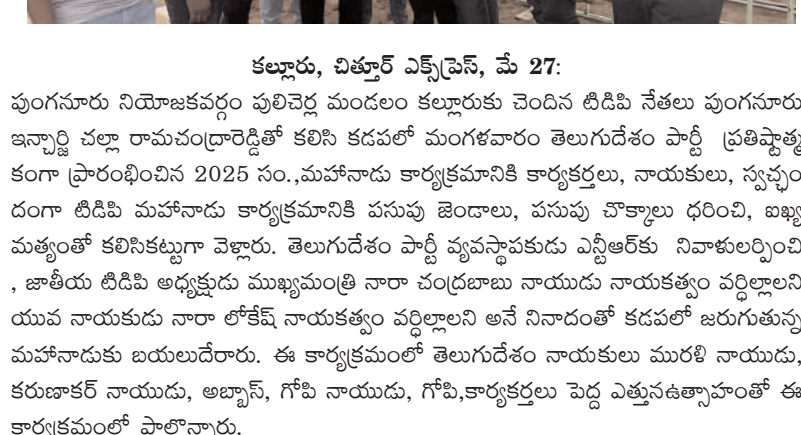 కల్లూరు, చిత్తూర్ ఎక్స్‌ప్రెస్, మే 27:
పుంగనూరు నియోజకవర్గం పులిచెర్ల మండలం కల్లూరుకు చెందిన టిడిపి నేతలు పుంగనూరు
ఇన్చార్జి చల్లా రామచంద్రారెడ్డితో కలిసి కడపలో మంగళవారం తెలుగుదేశం పార్టీ ప్రతిష్టాత్మ
కంగా ప్రారంభించిన 2025 సం.,మహానాడు కార్యక్రమానికి కార్యకర్తలు, నాయకులు, స్వచ్ఛం
దంగా టిడిపి మహానాడు కార్యక్రమానికి పసుపు జెండాలు, పసుపు చొక్కాలు ధరించి, ఐఖ్య
మత్యంతో కలిసికట్టుగా వెళ్లారు. తెలుగుదేశం పార్టీ వ్యవస్థాపకుడు ఎన్టీఆర్‌కు నివాళులర్పించి
, జాతీయ టిడిపి అధ్యక్షుడు ముఖ్యమంత్రి నారా చంద్రబాబు నాయుడు నాయకత్వం వర్ధిల్లాలని
యువ నాయకుడు నారా లోకేష్ నాయకత్వం వర్ధిల్లాలని అనే నినాదంతో కడపలో జరుగుతున్న
మహానాడుకు బయలుదేరారు. ఈ కార్యక్రమంలో తెలుగుదేశం నాయకులు మురళి నాయుడు,
కరుణాకర్ నాయుడు, అబ్బాస్, గోపి నాయుడు, గోపి,కార్యకర్తలు పెద్ద ఎత్తునఉత్సాహంతో ఈ
కార్యక్రమంలో పాల్గొన్నారు.